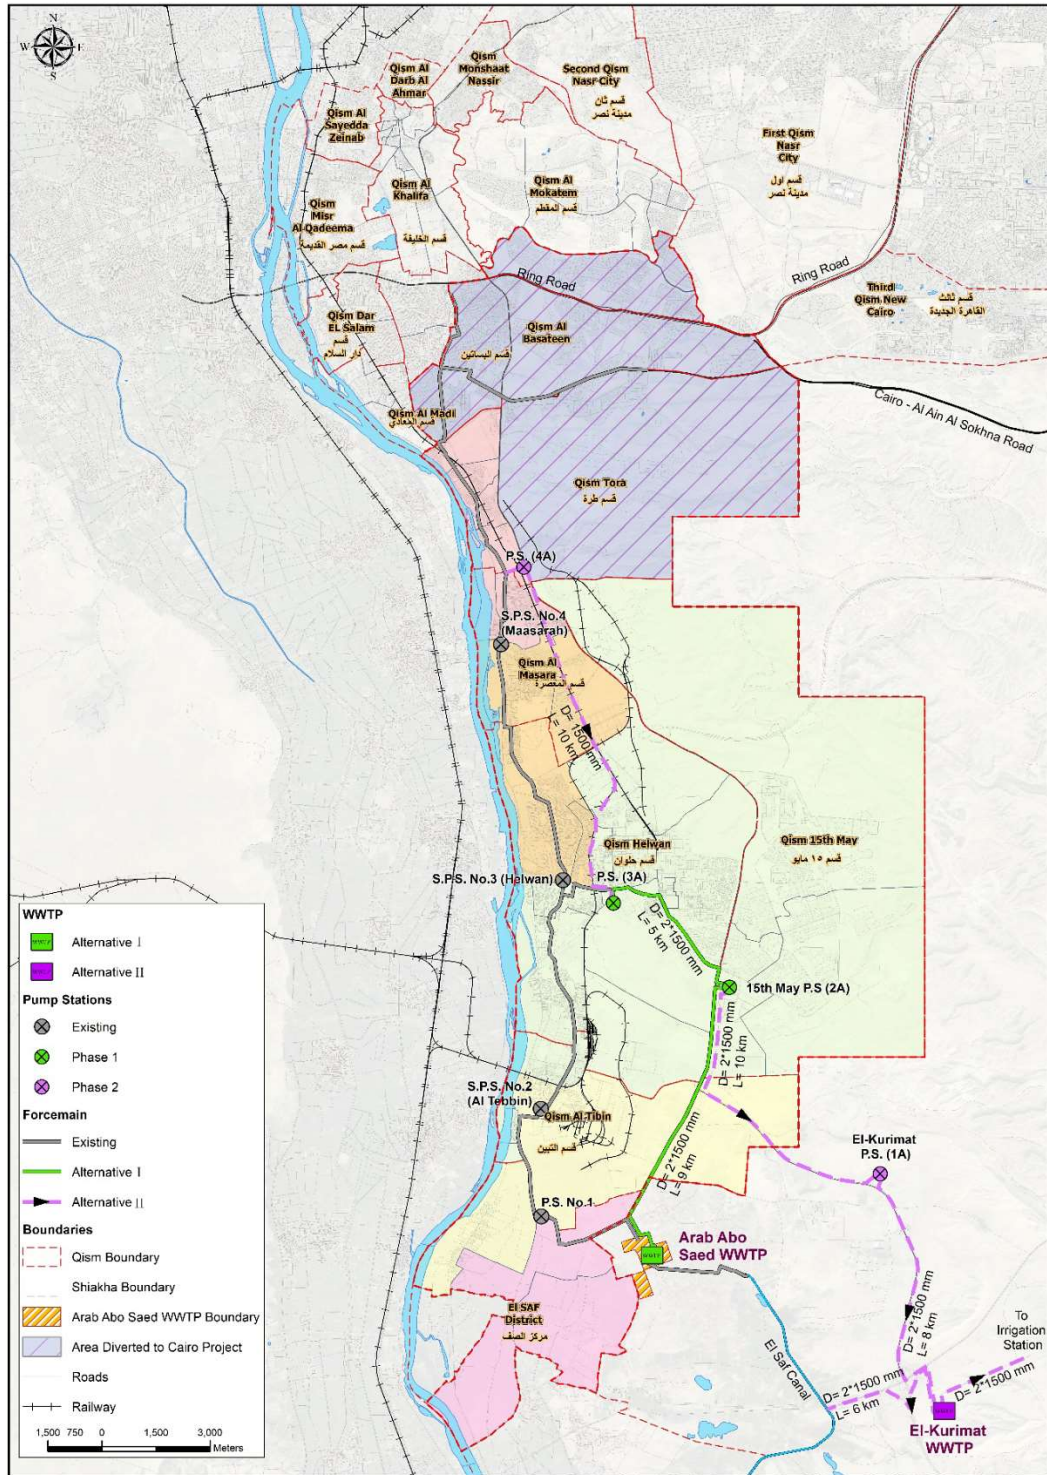 N
W
E
S
Qism Al
Darb Al
Ahmar
Qism
Monshaat
Nassir
Second Qism
Nasr City
قسم ثان
مدينة نصر
Qism Al
Sayedda
Zeinab
First Qism
Nasr
City
قسم اول
مدينة نصر
Qism Al
Khalifa
قسم الخليفة
Qism Al
Mokatem
قسم المقطم
Qism
Misr
Al Qadeema
قسم مصر القديمة
Ring Road
Ring Road
Third
Qism New
Cairo
قسم ثالث
القاهرة الجديدة
Qism Dar
EL Salam
قسم
دار السلام
Qism Al
Basateen
قسم البساتين
Qism Al Madi
قسم المعادي
Cairo - Al Ain Al Sokhna Road
Qism Tora
قسم طرة
P.S. (4A)
S.P.S. No.4
(Maasarah)
Qism Al
Masara
قسم المعصرة
D= 1500 mm
L= 10 km
Qism Helwan
قسم حلوان
Qism 15th May
قسم ١٥ مايو
S.P.S. No.3 (Helwan)
P.S. (3A)
D= 2*1500 mm
L= 5 km
15th May P.S (2A)
D= 2*1500 mm
L= 10 km
S.P.S. No.2
(Al Tebbin)
Qism Al Tibin
قسم التبين
D= 2*1500 mm
L= 9 km
El-Kurimat
P.S. (1A)
P.S. No.1
Arab Abo
Saed WWTP
WWTP
El SAF
District
مركز الصف
El Saf Canal
D= 2*1500 mm
L= 8 km
To
Irrigation
Station
D= 2*1500 mm
L= 6 km
D= 2*1500 mm
WWTP
El-Kurimat
WWTP
WWTP
WWTP
Alternative I
WWTP
Alternative II
Pump Stations
Existing
Phase 1
Phase 2
Forcemain
Existing
Alternative I
Alternative II
Boundaries
Qism Boundary
Shiakha Boundary
Arab Abo Saed WWTP Boundary
Area Diverted to Cairo Project
Roads
Railway
1,500 750 0 3,000
Meters